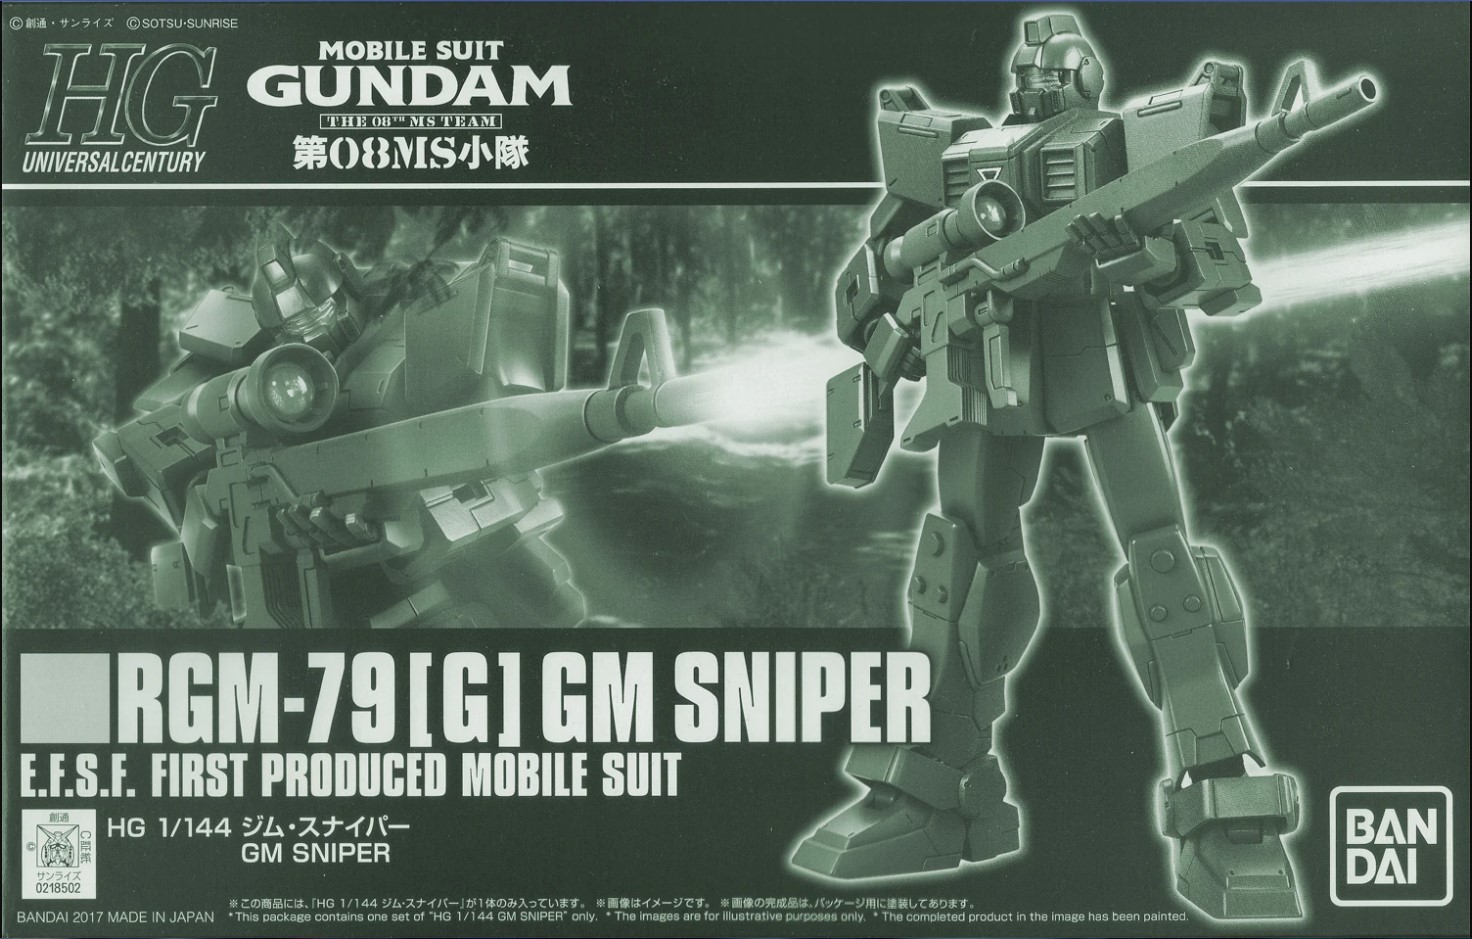 ©創通・サンライズ ©SOTSU・SUNRISE
HG
UNIVERSAL CENTURY
MOBILE SUIT
GUNDAM
THE 08TH MS TEAM
第08MS小隊
RGM-79[G] GM SNIPER
E.F.S.F. FIRST PRODUCED MOBILE SUIT
創通
©
サンライズ
0218502
HG 1/144 ジム・スナイパー
GM SNIPER
BAN
DAI
※この商品には、「HG 1/144 ジム・スナイパー」が1体のみ入っています。 ※画像はイメージです。 ※画像の完成品は、パッケージ用に塗装してあります。
BANDAI 2017 MADE IN JAPAN *This package contains one set of "HG 1/144 GM SNIPER" only. *The images are for illustrative purposes only. *The completed product in the image has been painted.